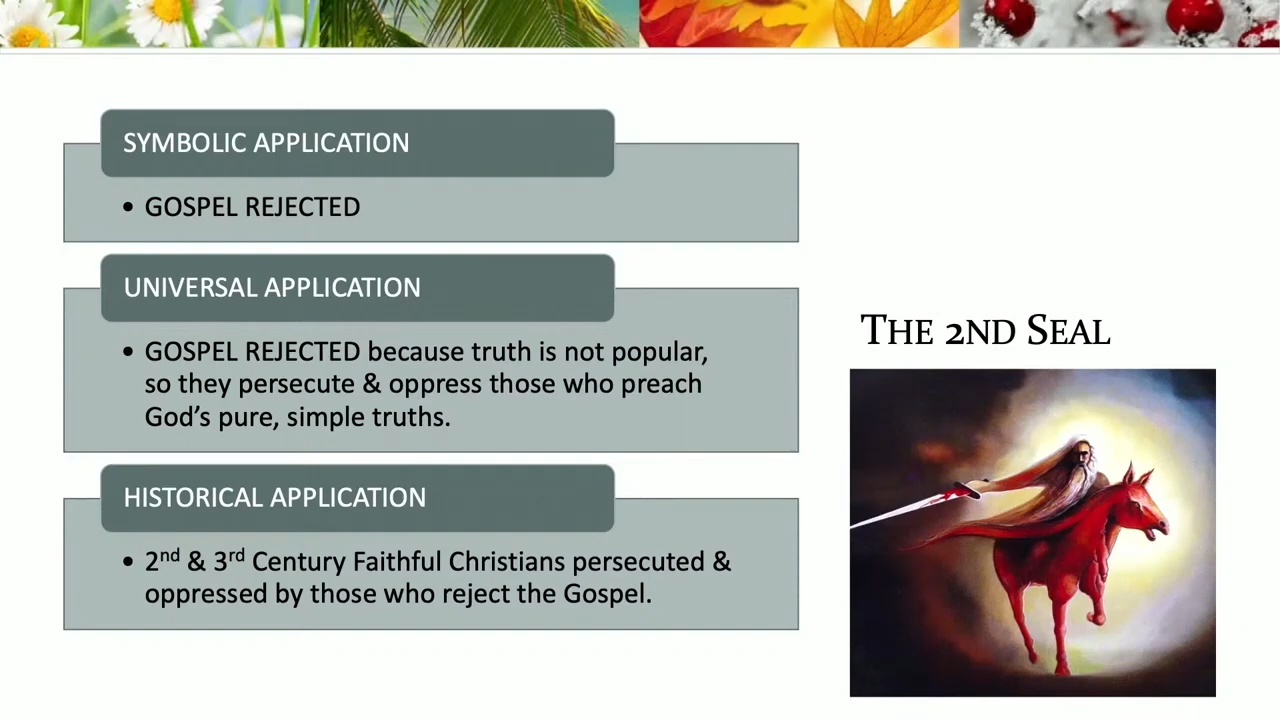 SYMBOLIC APPLICATION
• GOSPEL REJECTED
UNIVERSAL APPLICATION
• GOSPEL REJECTED because truth is not popular,
so they persecute & oppress those who preach
God’s pure, simple truths.
HISTORICAL APPLICATION
• 2nd & 3rd Century Faithful Christians persecuted &
oppressed by those who reject the Gospel.
THE 2ND SEAL